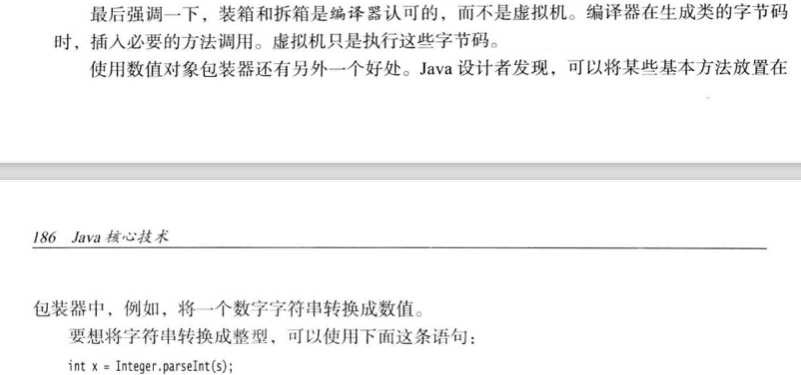 最后强调一下，装箱和拆箱是编译器认可的，而不是虚拟机。编译器在生成类的字节码
时，插入必要的方法调用。虚拟机只是执行这些字节码。
使用数值对象包装器还有另外一个好处。Java 设计者发现，可以将某些基本方法放置在
186 Java 核心技术
包装器中，例如，将一个数字字符串转换成数值。
要想将字符串转换成整型，可以使用下面这条语句：
int x = Integer.parseInt(s);